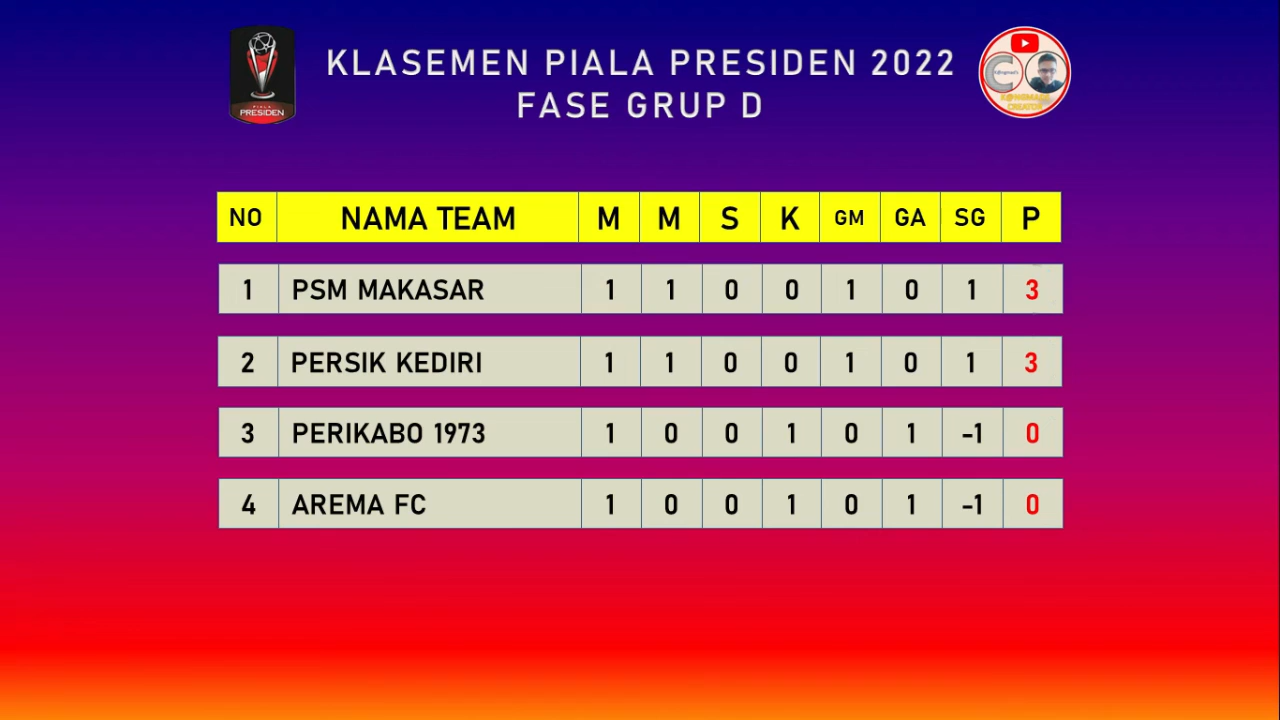 KLASEMEN PIALA PRESIDEN 2022
FASE GRUP D
PIALA
PRESIDEN
NO NAMA TEAM M M S K GM GA SG P
1 PSM MAKASAR 1 1 0 0 1 0 1 3
2 PERSIK KEDIRI 1 1 0 0 1 0 1 3
3 PERIKABO 1973 1 0 0 1 0 1 -1 0
4 AREMA FC 1 0 0 1 0 1 -1 0